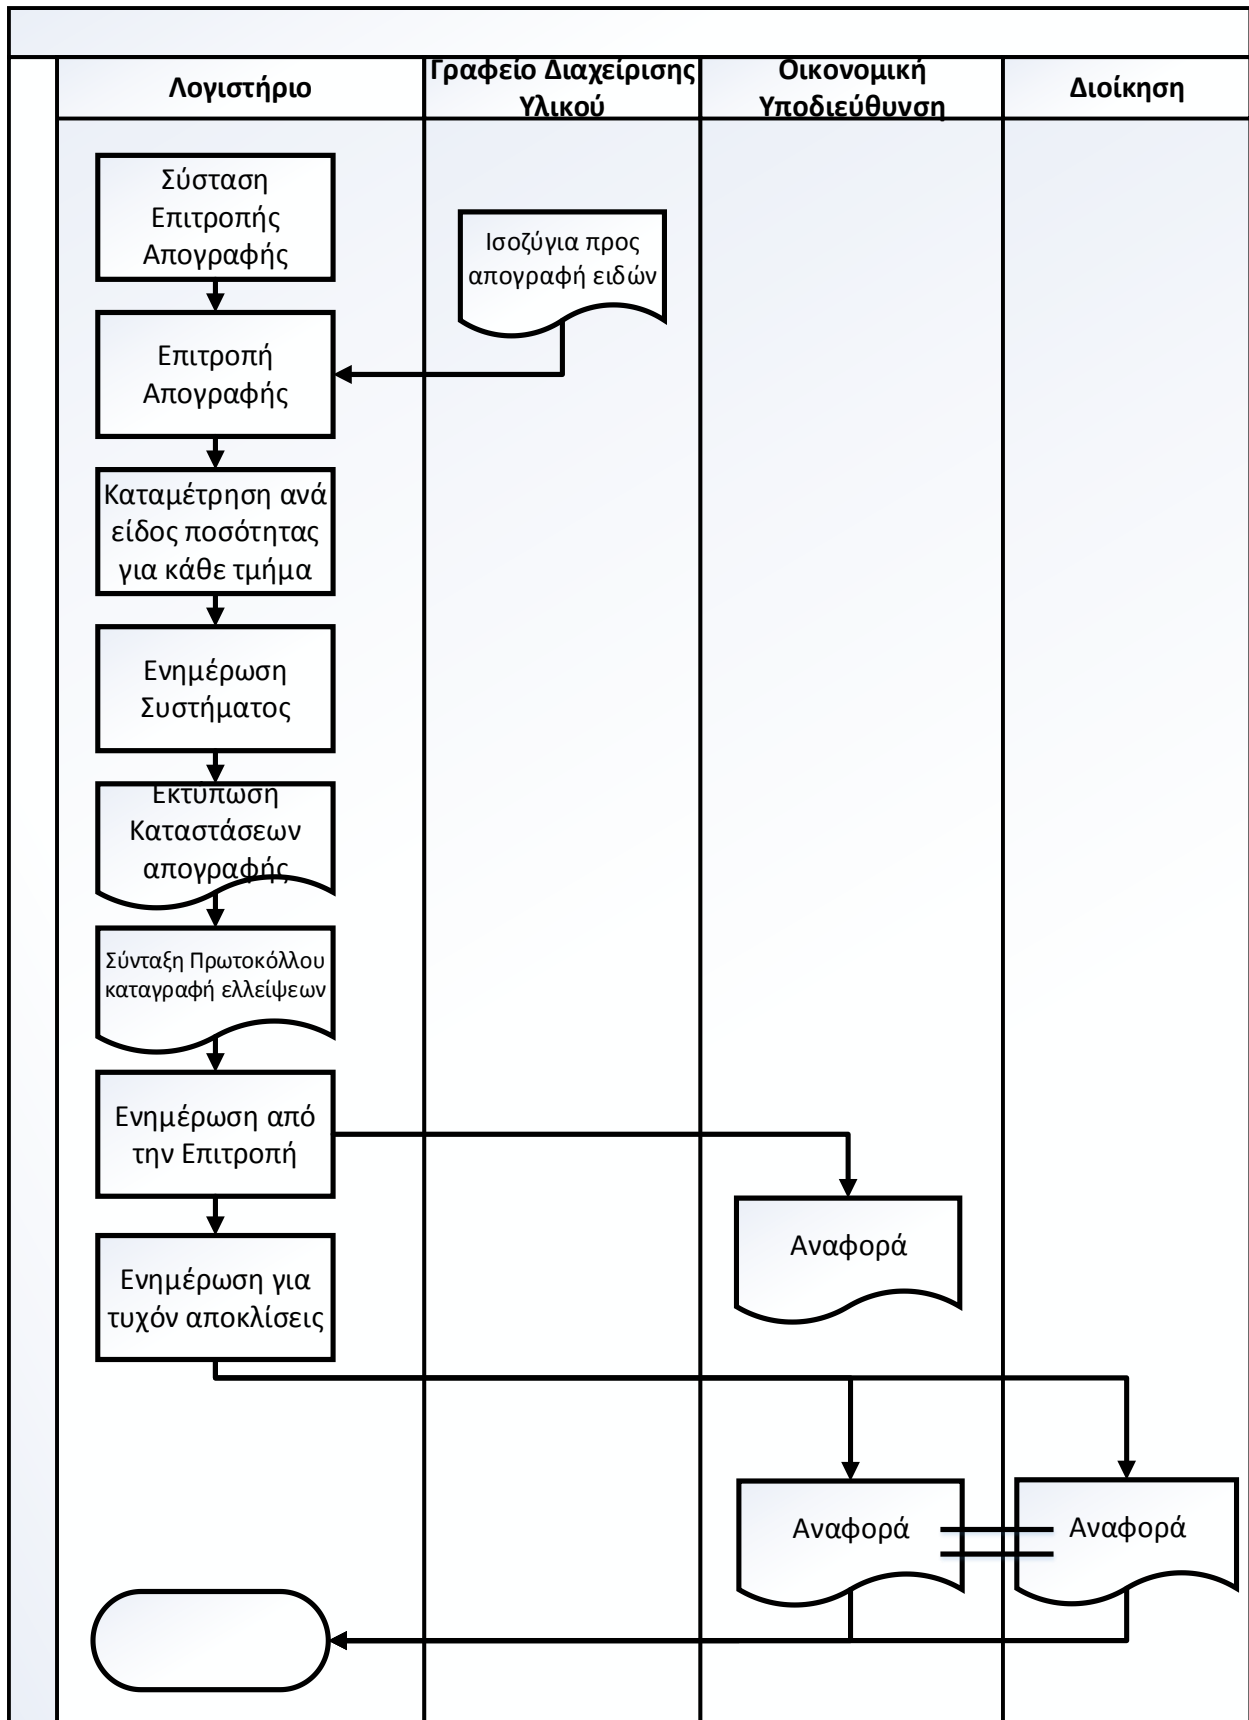 Λογιστήριο
Γραφείο Διαχείρισης
Υλικού
Οικονομική
Υποδιεύθυνση
Διοίκηση
Σύσταση
Επιτροπής
Απογραφής
Ισοζύγια προς
απογραφή ειδών
Επιτροπή
Απογραφής
Καταμέτρηση ανά
είδος ποσότητας
για κάθε τμήμα
Ενημέρωση
Συστήματος
Εκτύπωση
Καταστάσεων
απογραφής
Σύνταξη Πρωτοκόλλου
καταγραφή ελλείψεων
Ενημέρωση από
την Επιτροπή
Αναφορά
Ενημέρωση για
τυχόν αποκλίσεις
Αναφορά
Αναφορά